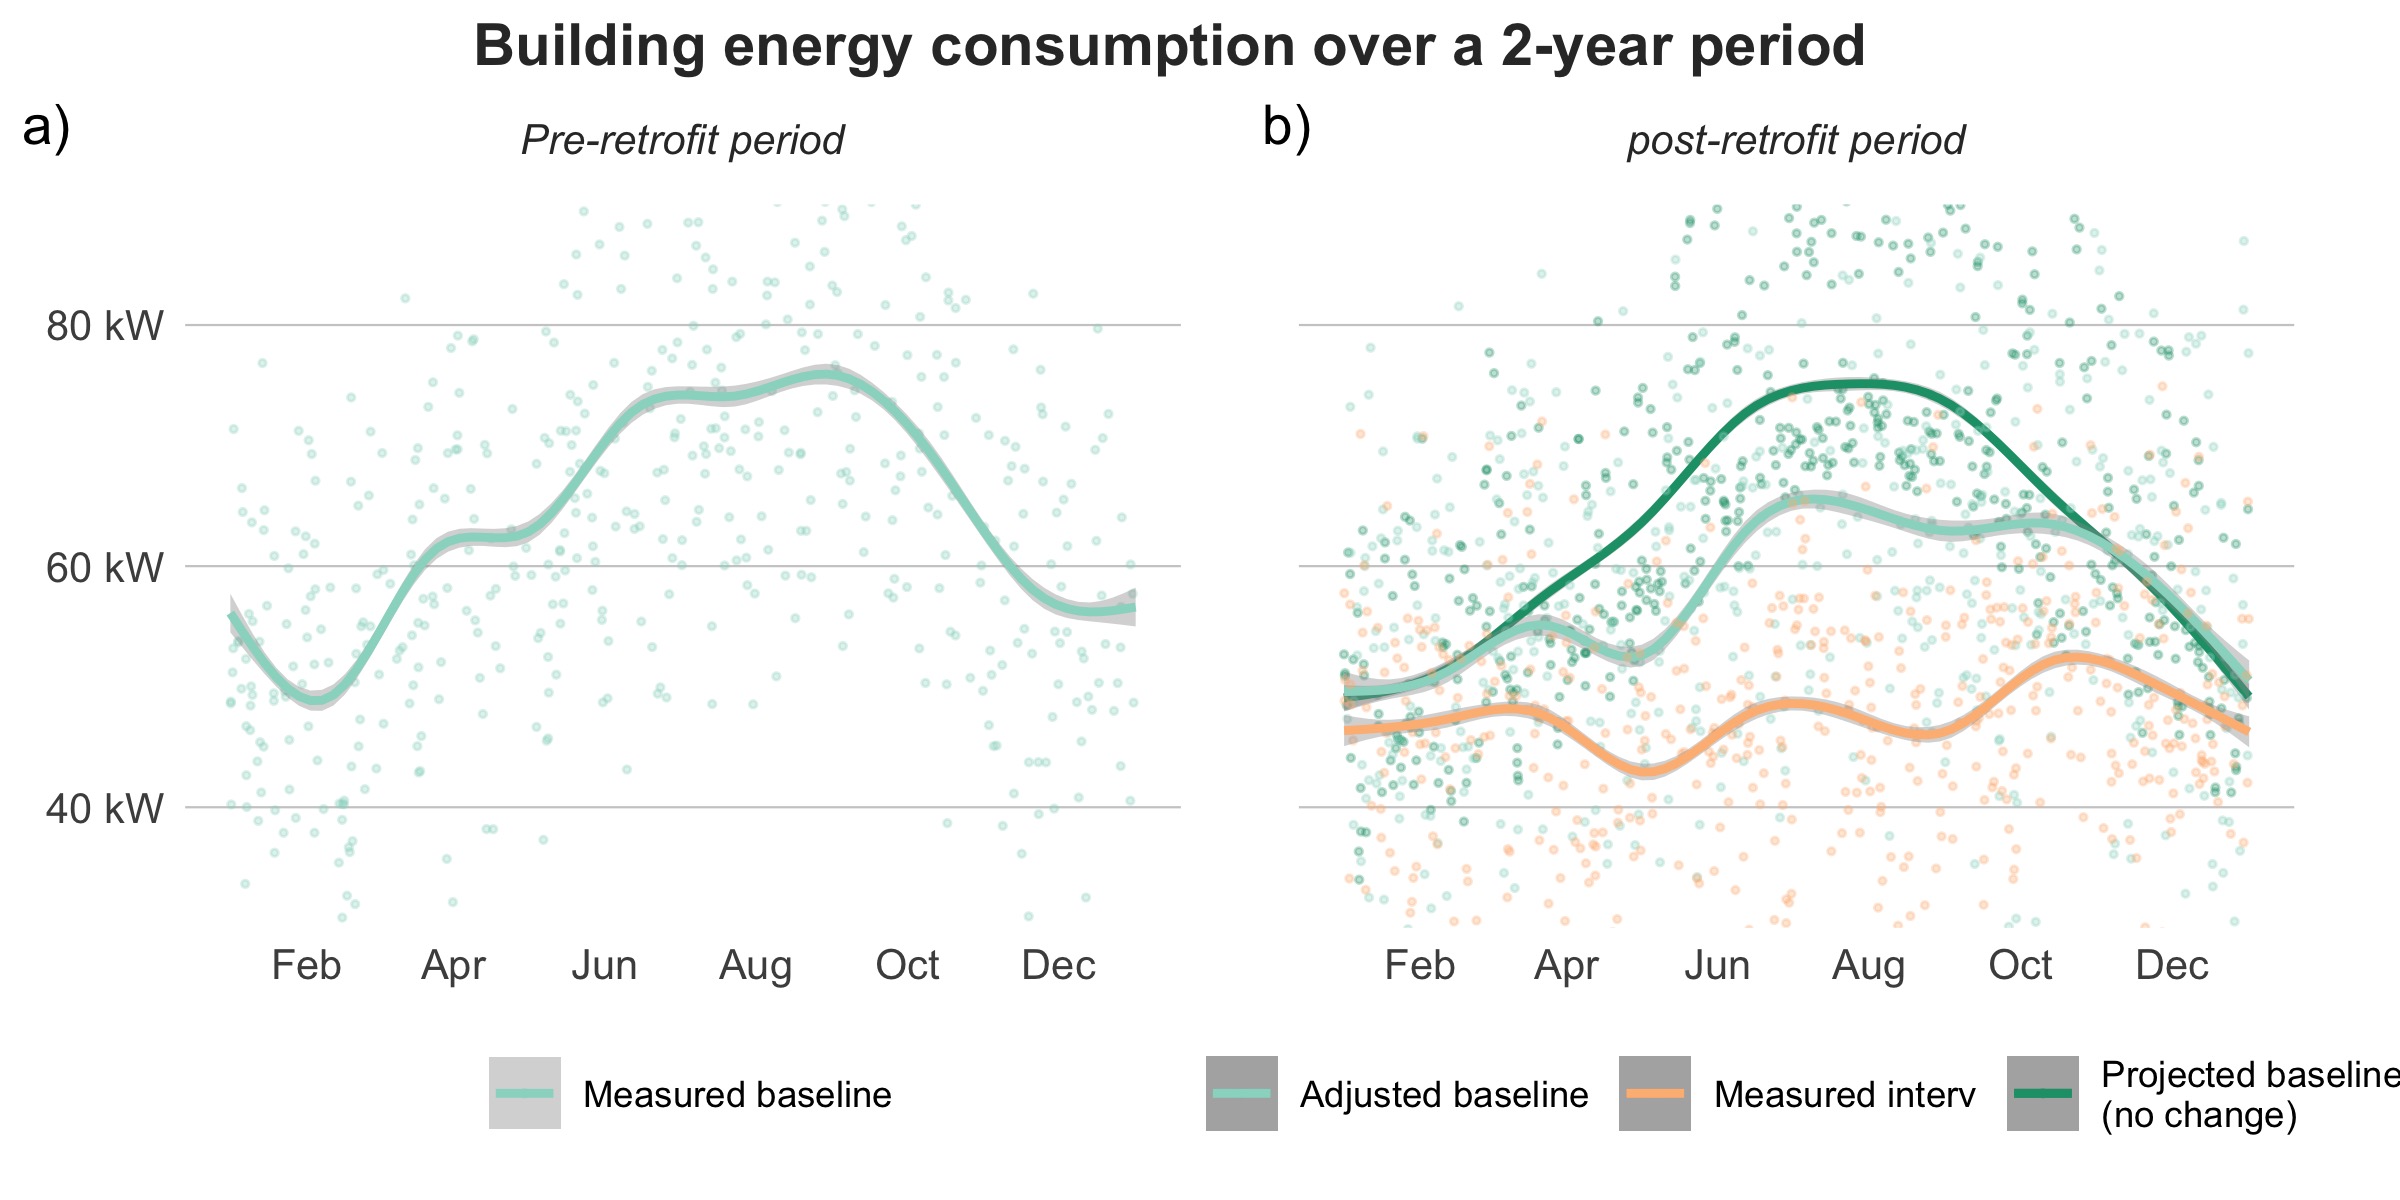 Building energy consumption over a 2-year period
a)
Pre-retrofit period
b)
post-retrofit period
80 kW
60 kW
40 kW
Feb Apr Jun Aug Oct Dec
Feb Apr Jun Aug Oct Dec
Measured baseline
Adjusted baseline
Measured interv
Projected baseline
(no change)